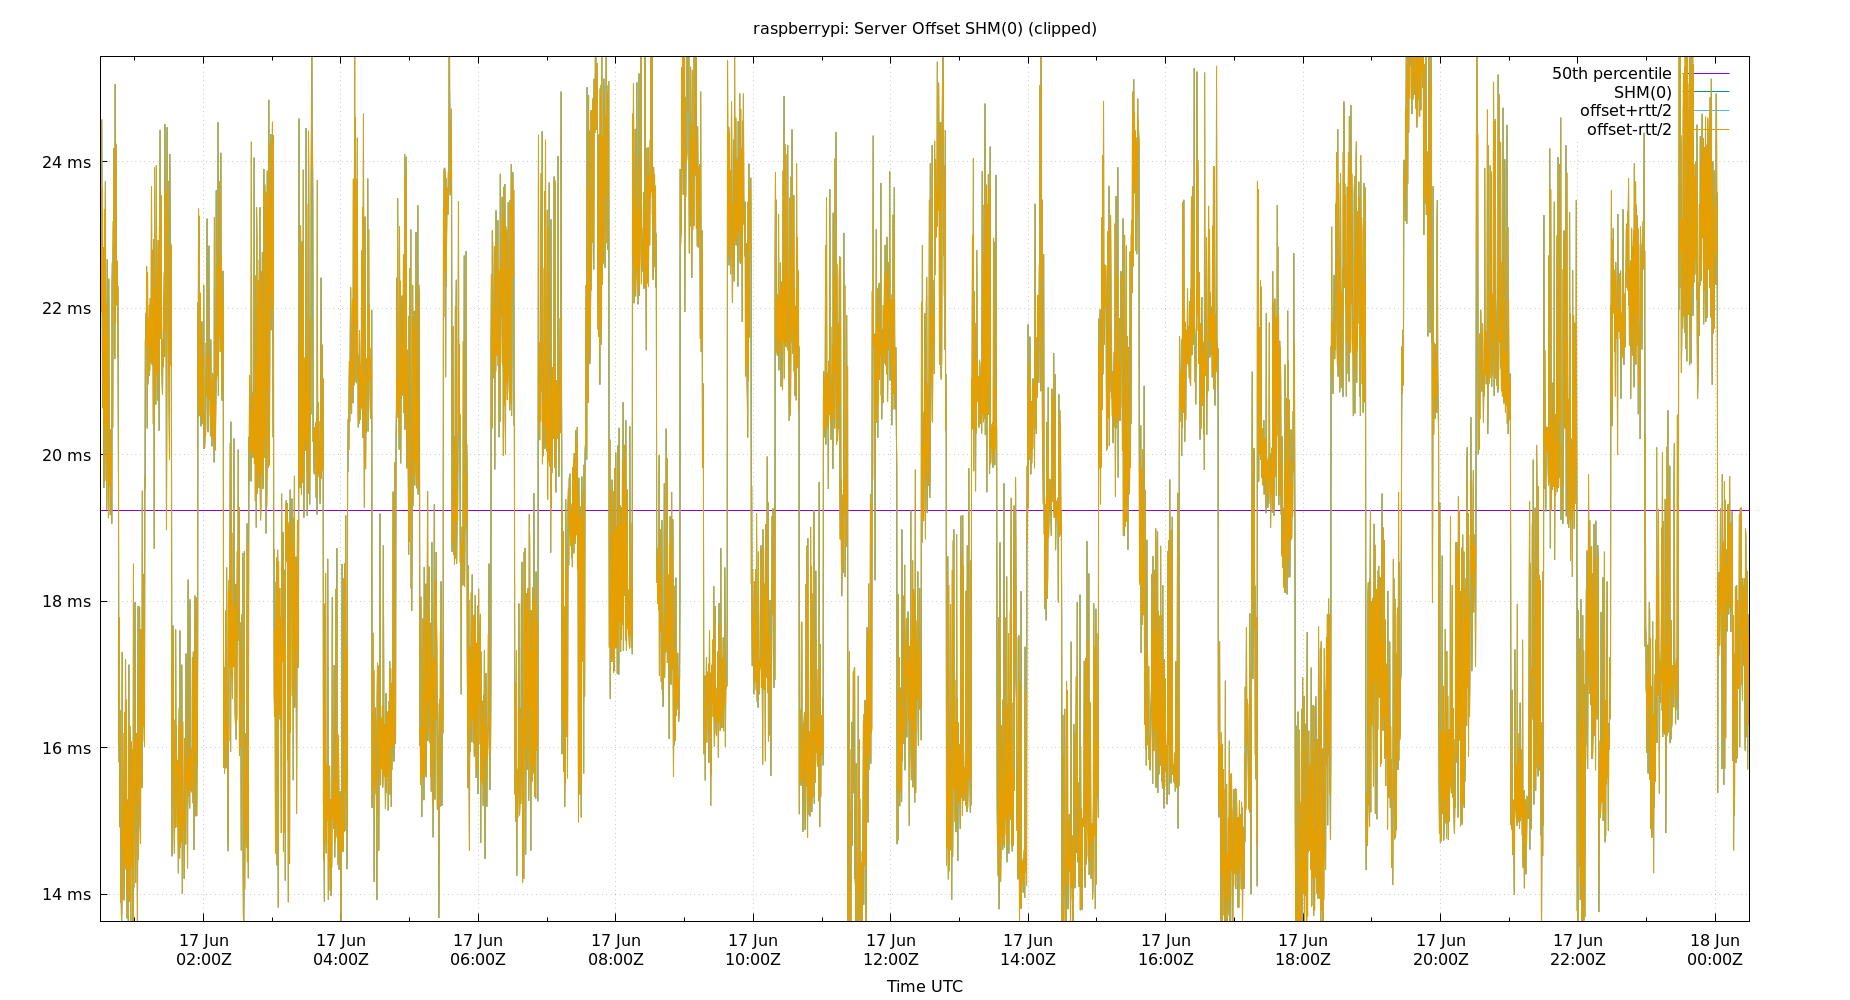 raspberrypi: Server Offset SHM(0) (clipped)
50th percentile
SHM(0)
offset+rtt/2
offset-rtt/2
24 ms
22 ms
20 ms
18 ms
16 ms
14 ms
17 Jun 17 Jun 17 Jun 17 Jun 17 Jun 17 Jun 17 Jun 17 Jun 17 Jun 17 Jun 17 Jun 18 Jun
02:00Z 04:00Z 06:00Z 08:00Z 10:00Z 12:00Z 14:00Z 16:00Z 18:00Z 20:00Z 22:00Z 00:00Z
Time UTC